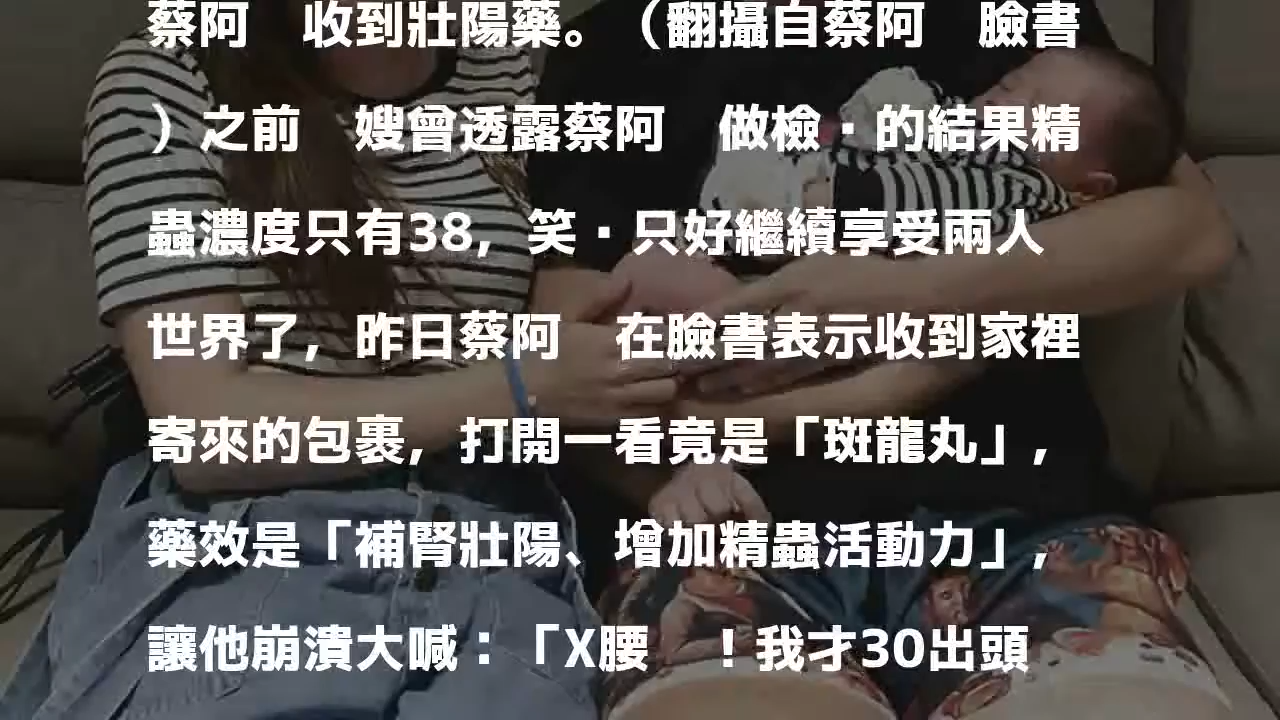 蔡阿　收到壯陽藥。（翻攝自蔡阿　臉書
）之前　嫂曾透露蔡阿　做檢·的結果精
蟲濃度只有38，笑·只好繼續享受兩人
世界了，昨日蔡阿　在臉書表示收到家裡
寄來的包裹，打開一看竟是「斑龍丸」，
藥效是「補腎壯陽、增加精蟲活動力」，
讓他崩潰大喊：「X腰　！我才30出頭